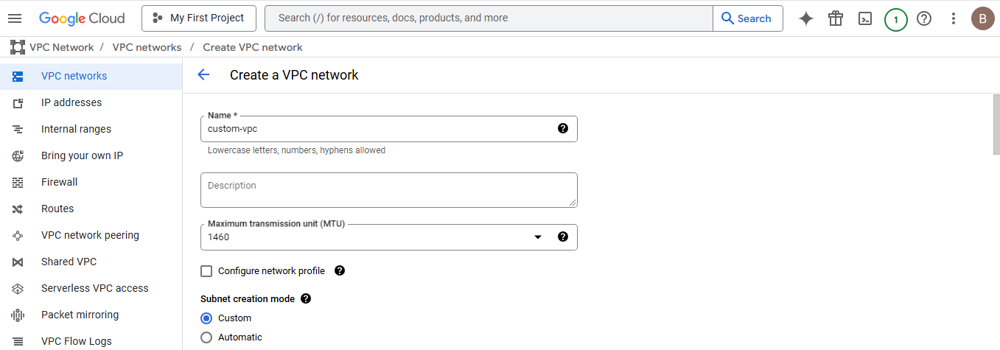 Google Cloud My First Project Search (/) for resources, docs, products, and more Search 1 ? B
VPC Network / VPC networks / Create VPC network
VPC networks
IP addresses
Internal ranges
Bring your own IP
Firewall
Routes
VPC network peering
Shared VPC
Serverless VPC access
Packet mirroring
VPC Flow Logs
Create a VPC network
Name *
custom-vpc ?
Lowercase letters, numbers, hyphens allowed
Description
Maximum transmission unit (MTU)
1460 ?
Configure network profile ?
Subnet creation mode ?
Custom
Automatic